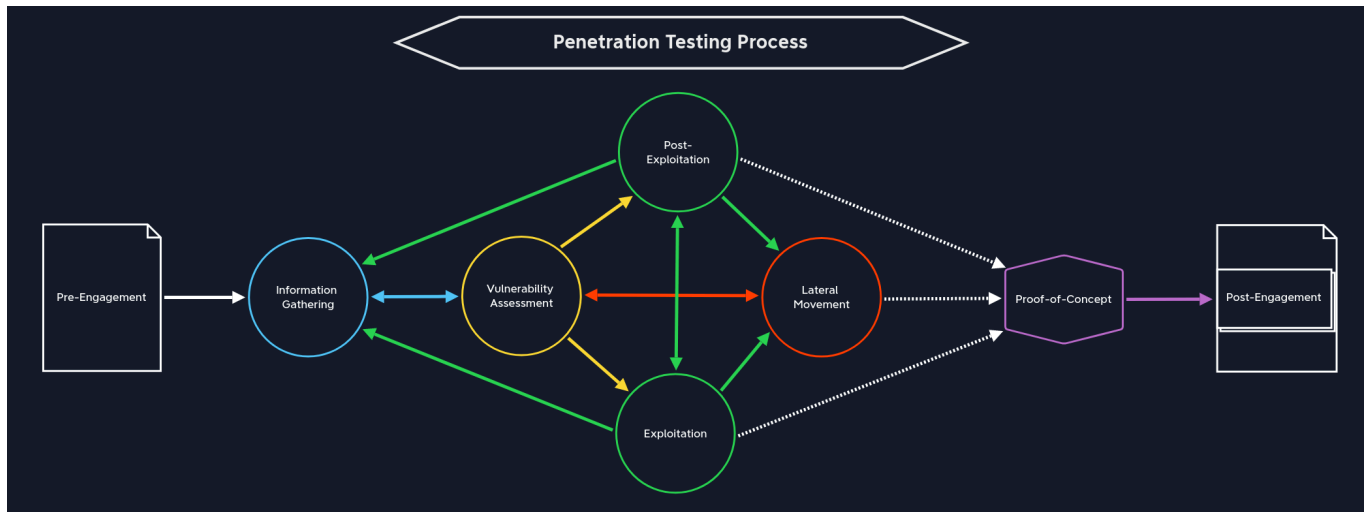 Penetration Testing Process
Post-
Exploitation
Pre-Engagement
Information
Gathering
Vulnerability
Assessment
Lateral
Movement
Proof-of-Concept
Post-Engagement
Exploitation